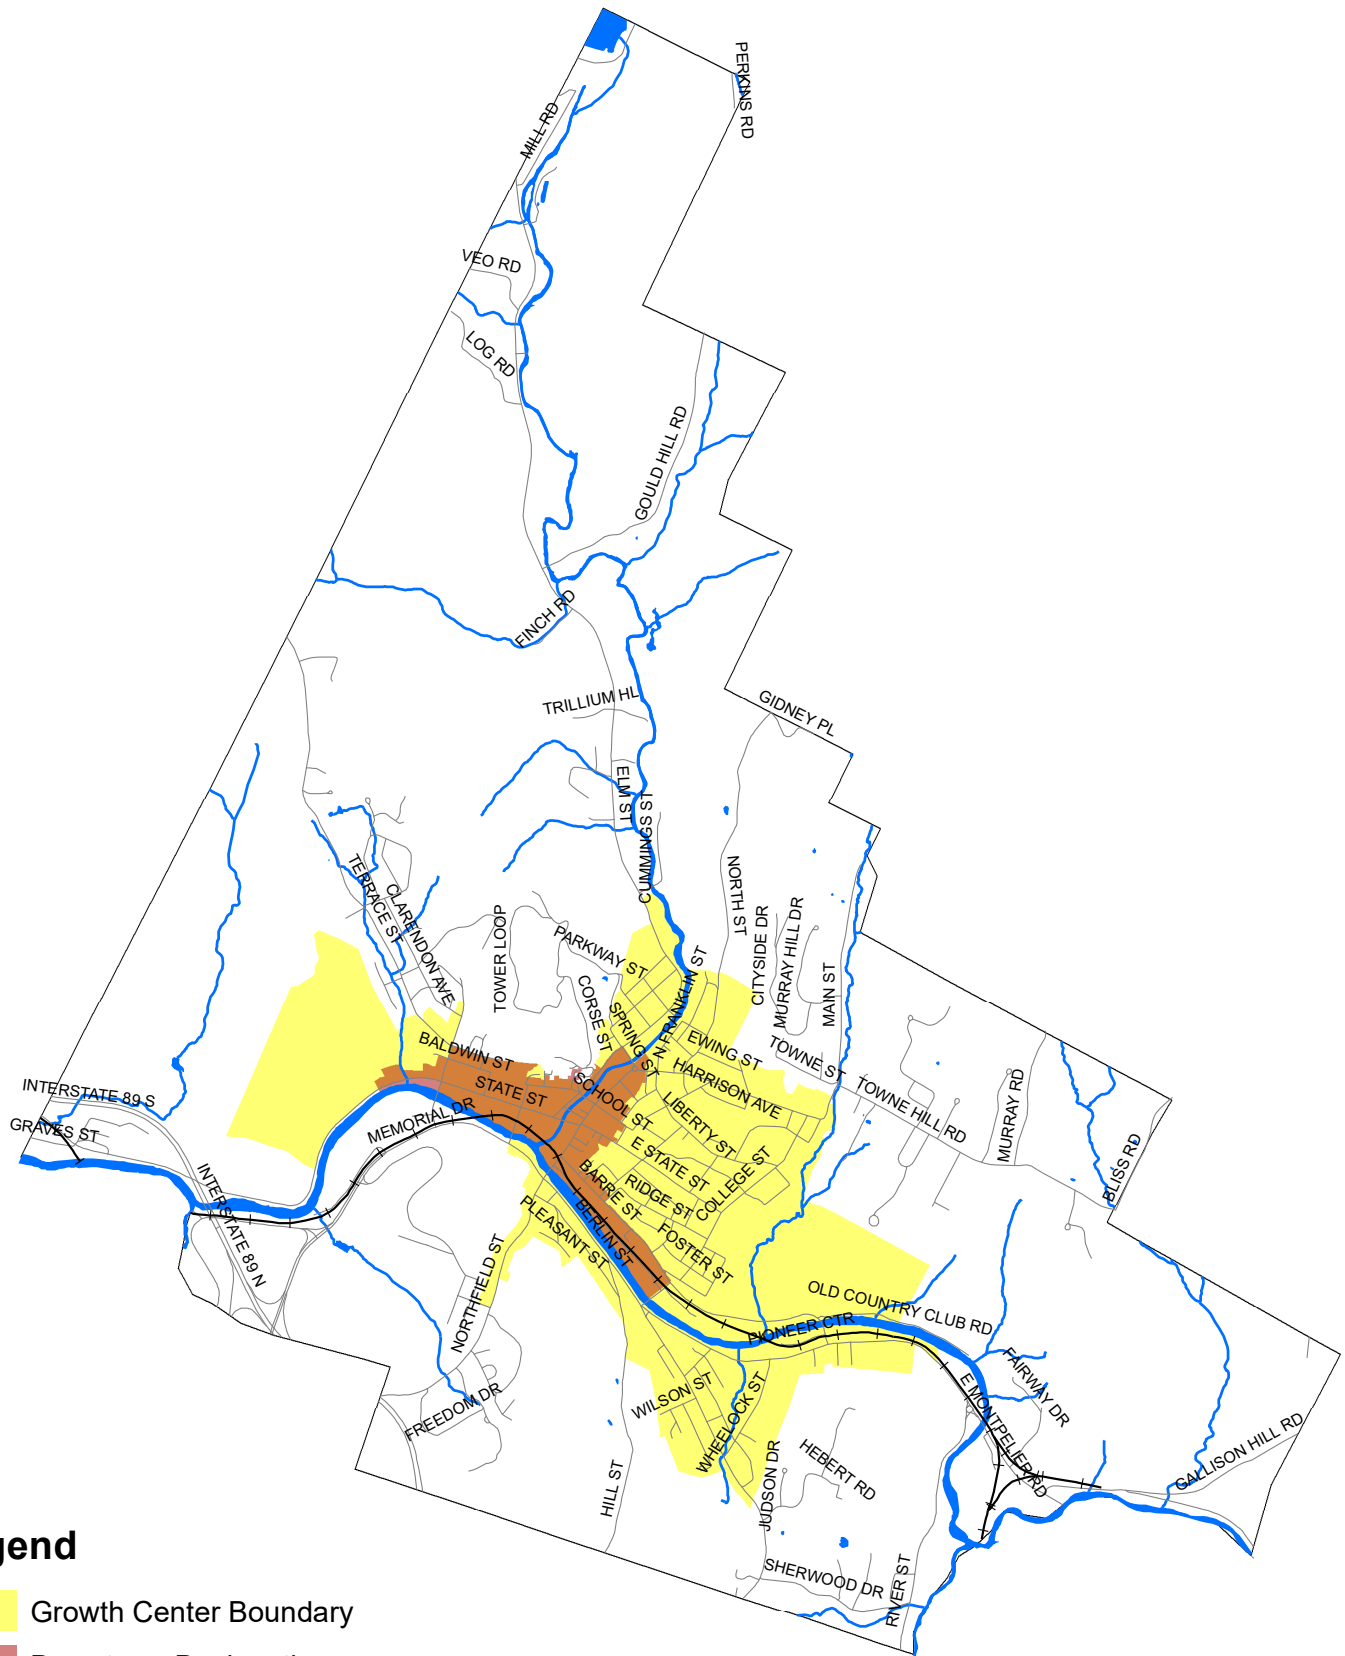 PERKINS RD
MILL RD
VEO RD
LOG RD
GOULD HILL RD
FINCH RD
TRILLIUM HL
GIDNEY PL
ELM ST
CUMMINGS ST
TERRACE ST
CLARENDON AVE
TOWER LOOP
PARKWAY ST
CORSE ST
SPRING ST
N FRANKLIN ST
NORTH ST
CITYSIDE DR
MURRAY HILL DR
MAIN ST
BALDWIN ST
STATE ST
SCHOOL ST
EWING ST
HARRISON AVE
TOWNE ST
TOWNE HILL RD
MURRAY RD
BLISS RD
INTERSTATE 89 S
GRAVES ST
MEMORIAL DR
LIBERTY ST
E STATE ST
COLLEGE ST
RIDGE ST
BARRE ST
BERLIN ST
FOSTER ST
PLEASANT ST
INTERSTATE 89 N
NORTHFIELD ST
OLD COUNTRY CLUB RD
PIONEER CTR
FAIRWAY DR
E MONTPELIER RD
FREEDOM DR
WILSON ST
WHEELOCK ST
HILL ST
JUDSON DR
HEBERT RD
GALLISON HILL RD
SHERWOOD DR
RIVER ST
gend
Growth Center Boundary